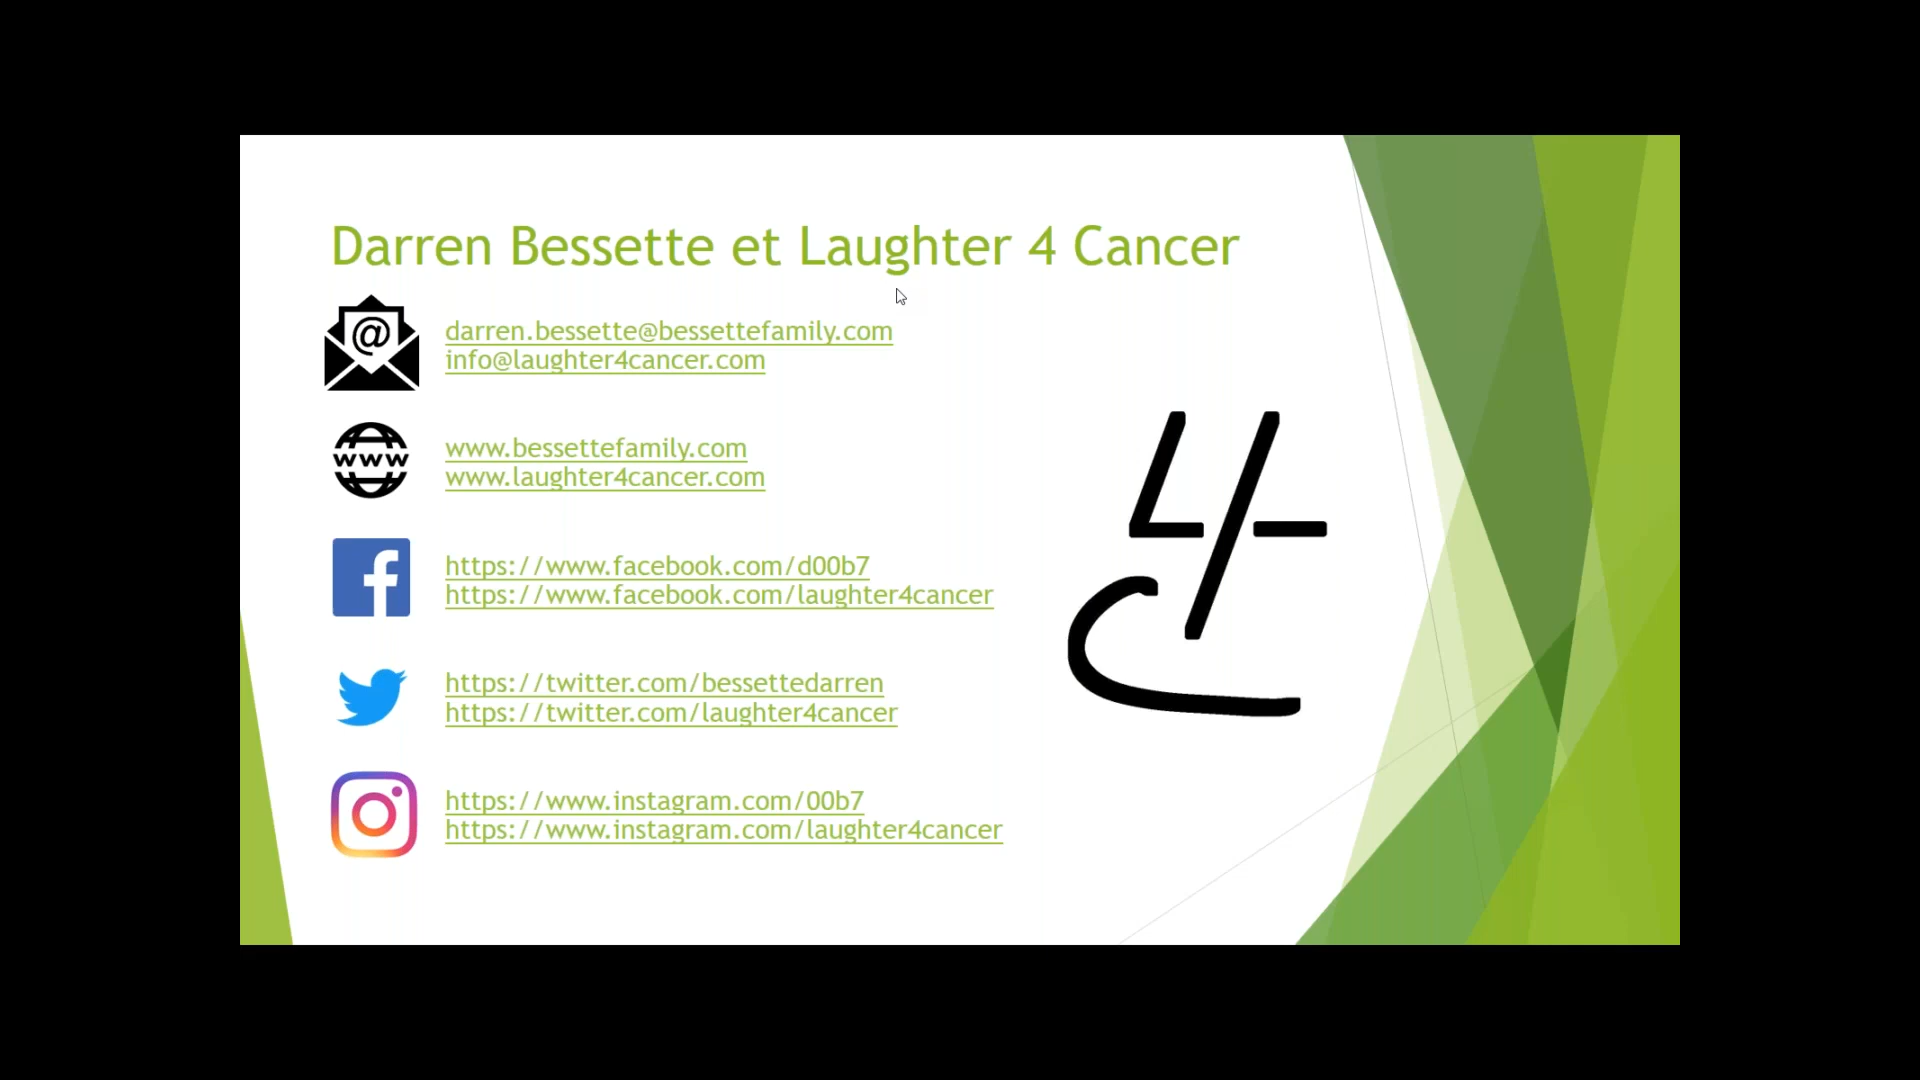 Darren Bessette et Laughter 4 Cancer
@
darren.bessette@bessettefamily.com
info@laughter4cancer.com
www
www.bessettefamily.com
www.laughter4cancer.com
f
https://www.facebook.com/d00b7
https://www.facebook.com/laughter4cancer
https://twitter.com/bessettedarren
https://twitter.com/laughter4cancer
https://www.instagram.com/00b7
https://www.instagram.com/laughter4cancer